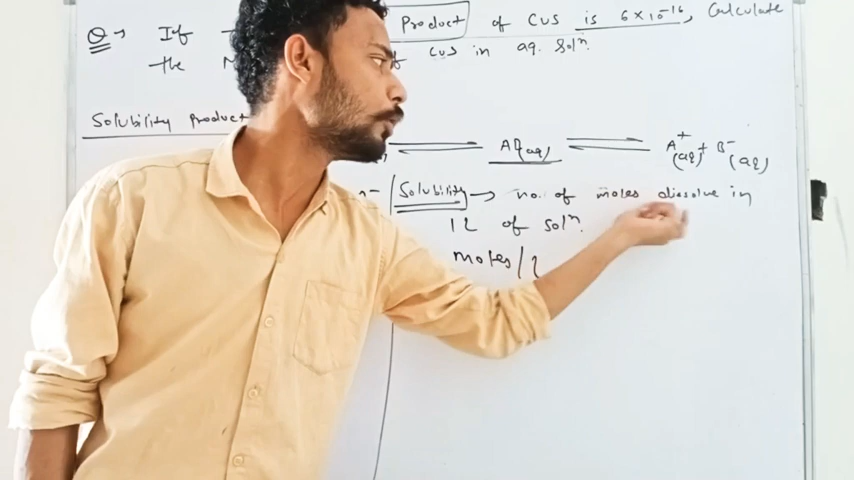 Q → If Product of CuS is 6 × 10⁻¹⁶, Calculate
the of CuS in aq. Solⁿ.
Solubility Product
⇌ AB(aq) ⇌ A⁺(aq) + B⁻(aq)
Solubility → no. of moles dissolve in
1L of solⁿ.
moles/L